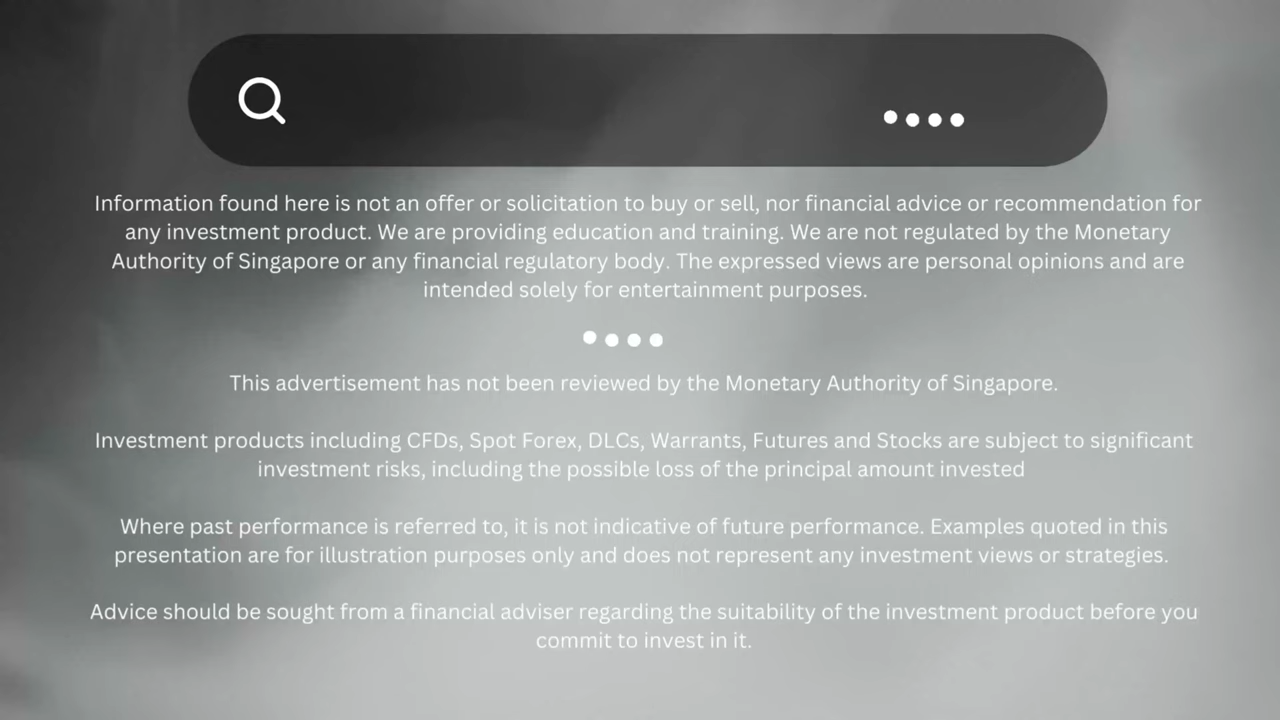 Information found here is not an offer or solicitation to buy or sell, nor financial advice or recommendation for
any investment product. We are providing education and training. We are not regulated by the Monetary
Authority of Singapore or any financial regulatory body. The expressed views are personal opinions and are
intended solely for entertainment purposes.
This advertisement has not been reviewed by the Monetary Authority of Singapore.
Investment products including CFDs, Spot Forex, DLCs, Warrants, Futures and Stocks are subject to significant
investment risks, including the possible loss of the principal amount invested
Where past performance is referred to, it is not indicative of future performance. Examples quoted in this
presentation are for illustration purposes only and does not represent any investment views or strategies.
Advice should be sought from a financial adviser regarding the suitability of the investment product before you
commit to invest in it.